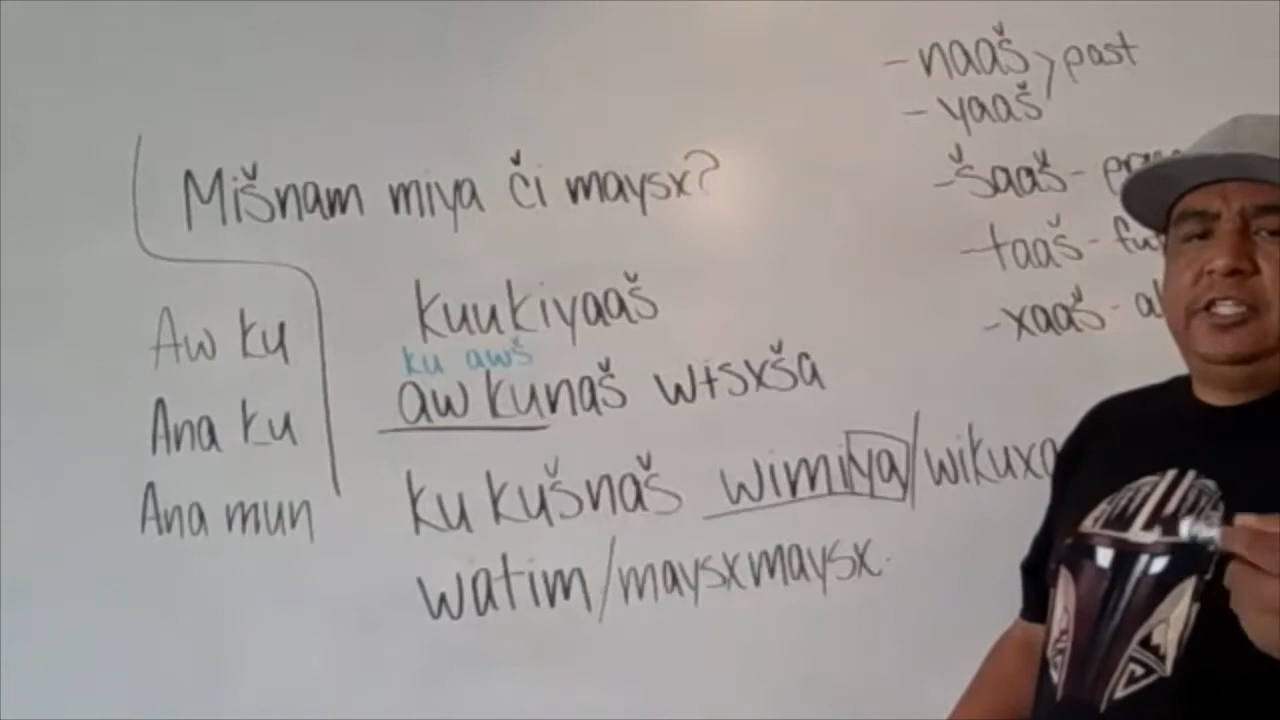 Mišnam miya či maysx?
Aw ku
Ana ku
Ana mun
kuukiyaaš
ku awš
aw kunaš wɨsxša
ku kušnaš wimiya/wikuxa
watim/maysxmaysx.
-naaš > past
-yaaš
-šaaš-
-taaš-
-xaaš-